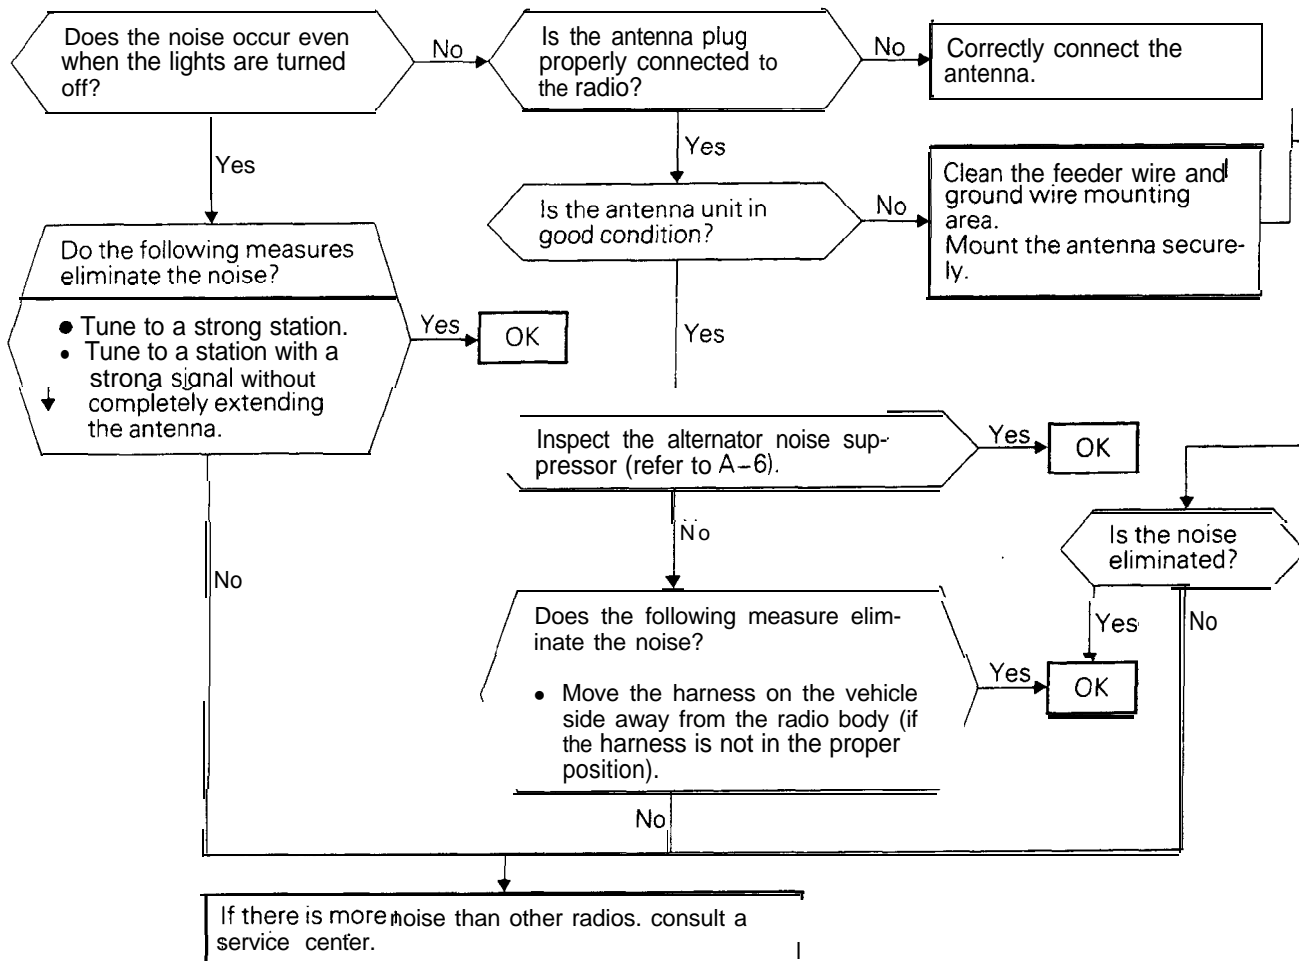 Does the noise occur even
when the lights are turned
off?
No
Is the antenna plug
properly connected to
the radio?
No
Correctly connect the
antenna.
Yes
Yes
Is the antenna unit in
good condition?
No
Clean the feeder wire and
ground wire mounting
area.
Mount the antenna secure-
ly.
Do the following measures
eliminate the noise?
● Tune to a strong station.
• Tune to a station with a
strong signal without
completely extending
the antenna.
Yes
OK
Yes
Inspect the alternator noise sup-
pressor (refer to A-6).
Yes
OK
No
No
Is the noise
eliminated?
Yes
No
OK
Does the following measure elim-
inate the noise?
• Move the harness on the vehicle
side away from the radio body (if
the harness is not in the proper
position).
Yes
No
If there is more noise than other radios. consult a
service center.